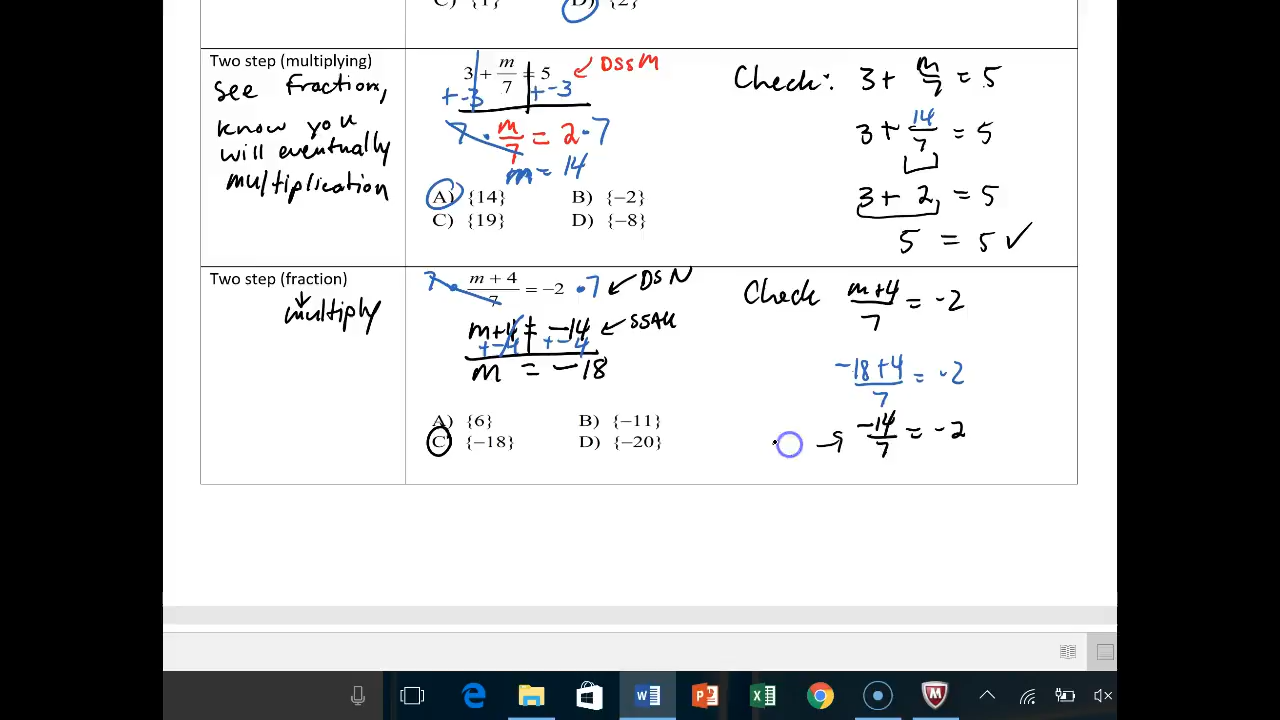 C) {1} D) {2}
Two step (multiplying)
see fraction,
know you
will eventually
multiplication
3 + m/7 = 5
DSSM
+ -3 + -3
7 · m/7 = 2 · 7
m = 14
A) {14} B) {−2}
C) {19} D) {−8}
Check: 3 + m/7 = 5
3 + 14/7 = 5
3 + 2 = 5
5 = 5 ✓
Two step (fraction)
multiply
7 · (m + 4)/7 = −2 · 7
DSN
m+4 = -14
+ -4 + -4
m = -18
A) {6} B) {−11}
C) {−18} D) {−20}
Check (m+4)/7 = -2
(-18+4)/7 = -2
-14/7 = -2